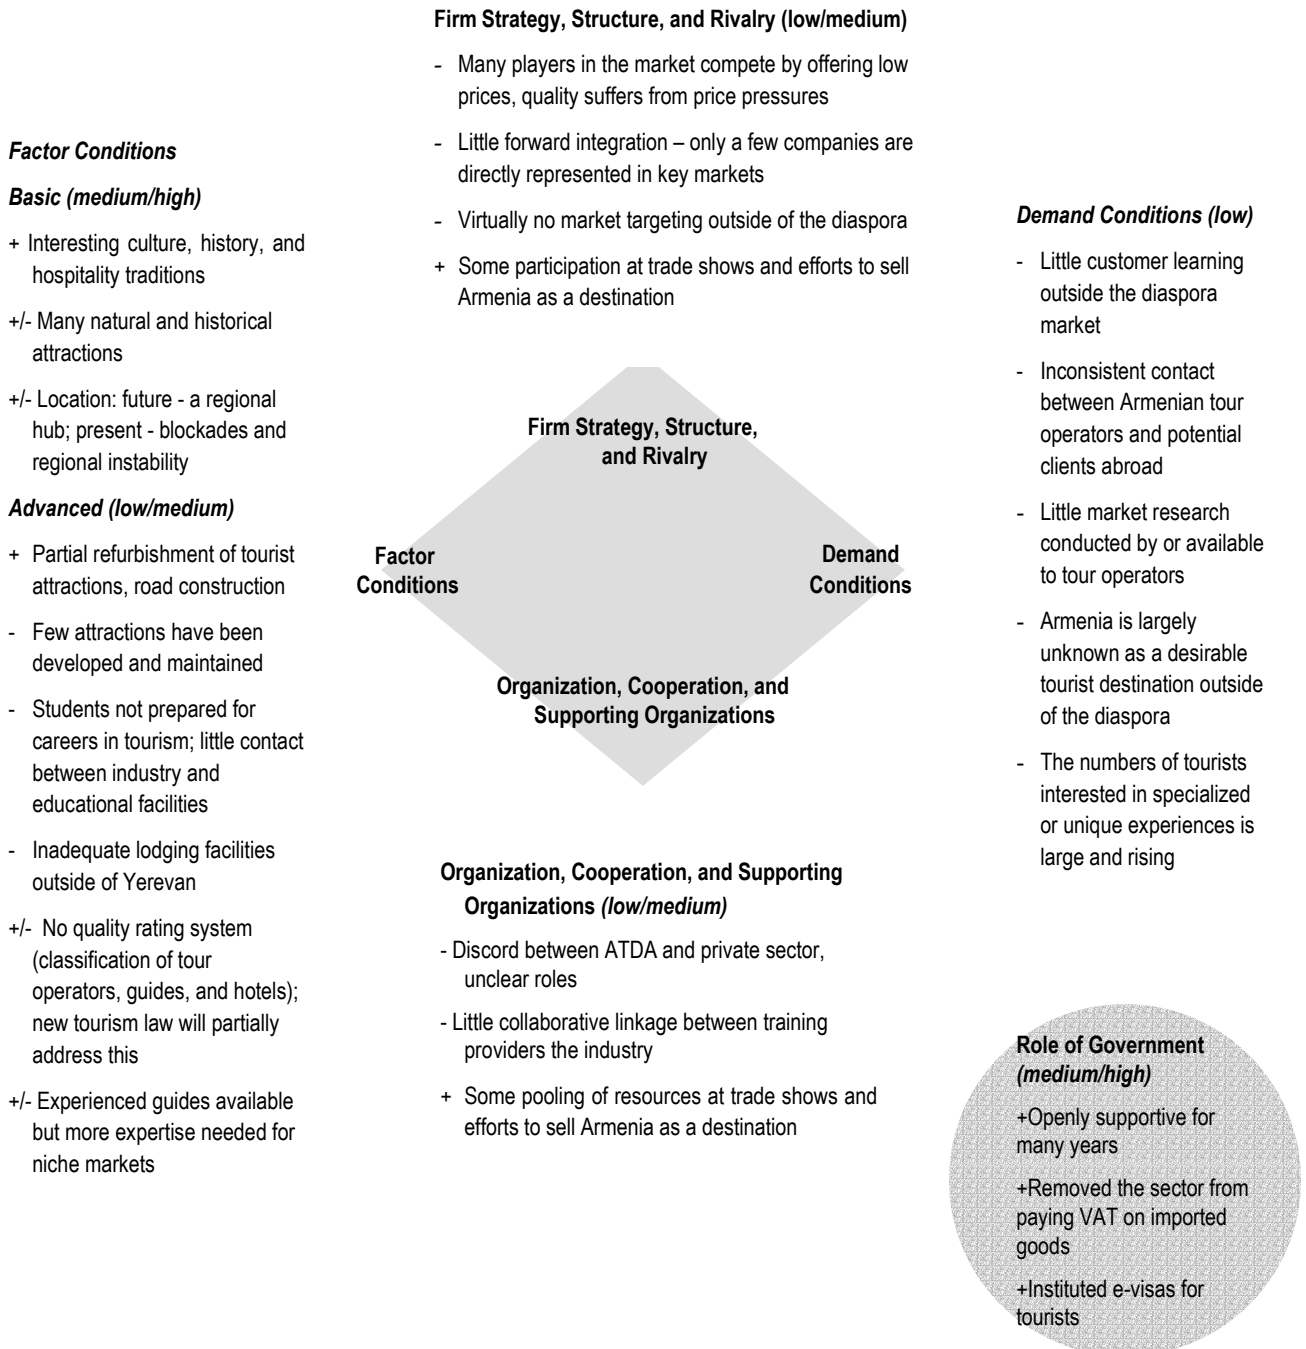 Firm Strategy, Structure, and Rivalry (low/medium)
- Many players in the market compete by offering low
prices, quality suffers from price pressures
- Little forward integration – only a few companies are
directly represented in key markets
- Virtually no market targeting outside of the diaspora
+ Some participation at trade shows and efforts to sell
Armenia as a destination
Factor Conditions
Basic (medium/high)
+ Interesting culture, history, and
hospitality traditions
+/- Many natural and historical
attractions
+/- Location: future - a regional
hub; present - blockades and
regional instability
Advanced (low/medium)
+ Partial refurbishment of tourist
attractions, road construction
- Few attractions have been
developed and maintained
- Students not prepared for
careers in tourism; little contact
between industry and
educational facilities
- Inadequate lodging facilities
outside of Yerevan
+/- No quality rating system
(classification of tour
operators, guides, and hotels);
new tourism law will partially
address this
+/- Experienced guides available
but more expertise needed for
niche markets
Firm Strategy, Structure,
and Rivalry
Factor
Conditions
Demand
Conditions
Organization, Cooperation, and
Supporting Organizations
Organization, Cooperation, and Supporting
Organizations (low/medium)
- Discord between ATDA and private sector,
unclear roles
- Little collaborative linkage between training
providers the industry
+ Some pooling of resources at trade shows and
efforts to sell Armenia as a destination
Demand Conditions (low)
- Little customer learning
outside the diaspora
market
- Inconsistent contact
between Armenian tour
operators and potential
clients abroad
- Little market research
conducted by or available
to tour operators
- Armenia is largely
unknown as a desirable
tourist destination outside
of the diaspora
- The numbers of tourists
interested in specialized
or unique experiences is
large and rising
Role of Government
(medium/high)
+Openly supportive for
many years
+Removed the sector from
paying VAT on imported
goods
+Instituted e-visas for
tourists